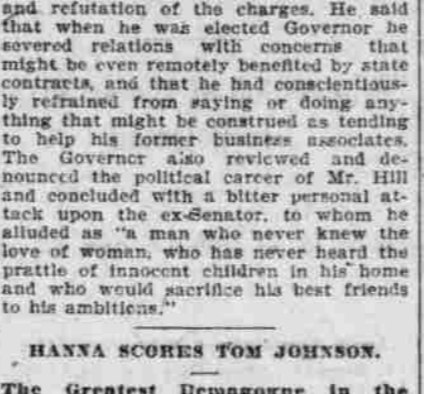 and refutation of the charges. He said
that when he was elected Governor he
severed relations with concerns that
might be even remotely benefited by state
contracts, and that he had conscientious-
ly refrained from saying or doing any-
thing that might be construed as tending
to help his former business associates.
The Governor also reviewed and de-
nounced the political career of Mr. Hill
and concluded with a bitter personal at-
tack upon the ex-Senator, to whom he
alluded as "a man who never knew the
love of woman, who has never heard the
prattle of innocent children in his home
and who would sacrifice his best friends
to his ambitions."
HANNA SCORES TOM JOHNSON.
The Greatest Demagogue in the